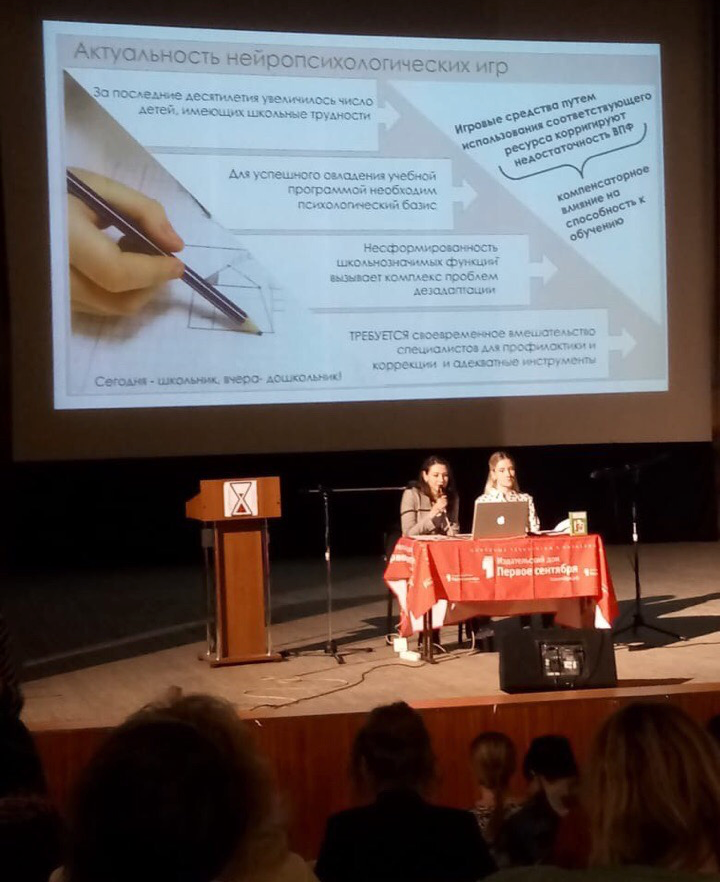 Актуальность нейропсихологических игр
За последние десятилетия увеличилось число
детей, имеющих школьные трудности
Для успешного овладения учебной
программой необходим
психологический базис
Несформированность
школьнозначимых функций
вызывает комплекс проблем
дезадаптации
ТРЕБУЕТСЯ своевременное вмешательство
специалистов для профилактики и
коррекции и адекватные инструменты
Сегодня - школьник, вчера- дошкольник!
Игровые средства путем
использования соответствующего
ресурса корригируют
недостаточность ВПФ
компенсаторное
влияние на
способность к
обучению
Издательский дом
Первое сентября